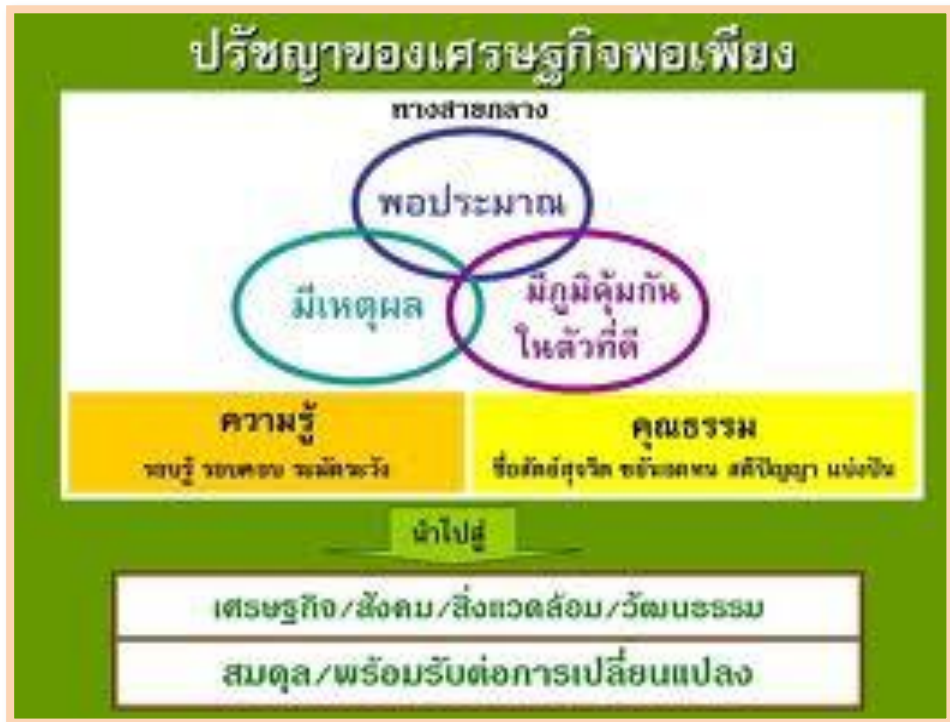 ปรัชญาของเศรษฐกิจพอเพียง
ทางสายกลาง
พอประมาณ
มีเหตุผล
มีภูมิคุ้มกัน
ในตัวที่ดี
ความรู้
รอบรู้ รอบคอบ ระมัดระวัง
คุณธรรม
ซื่อสัตย์สุจริต ขยันอดทน สติปัญญา แบ่งปัน
นำไปสู่
เศรษฐกิจ/สังคม/สิ่งแวดล้อม/วัฒนธรรม
สมดุล/พร้อมรับต่อการเปลี่ยนแปลง